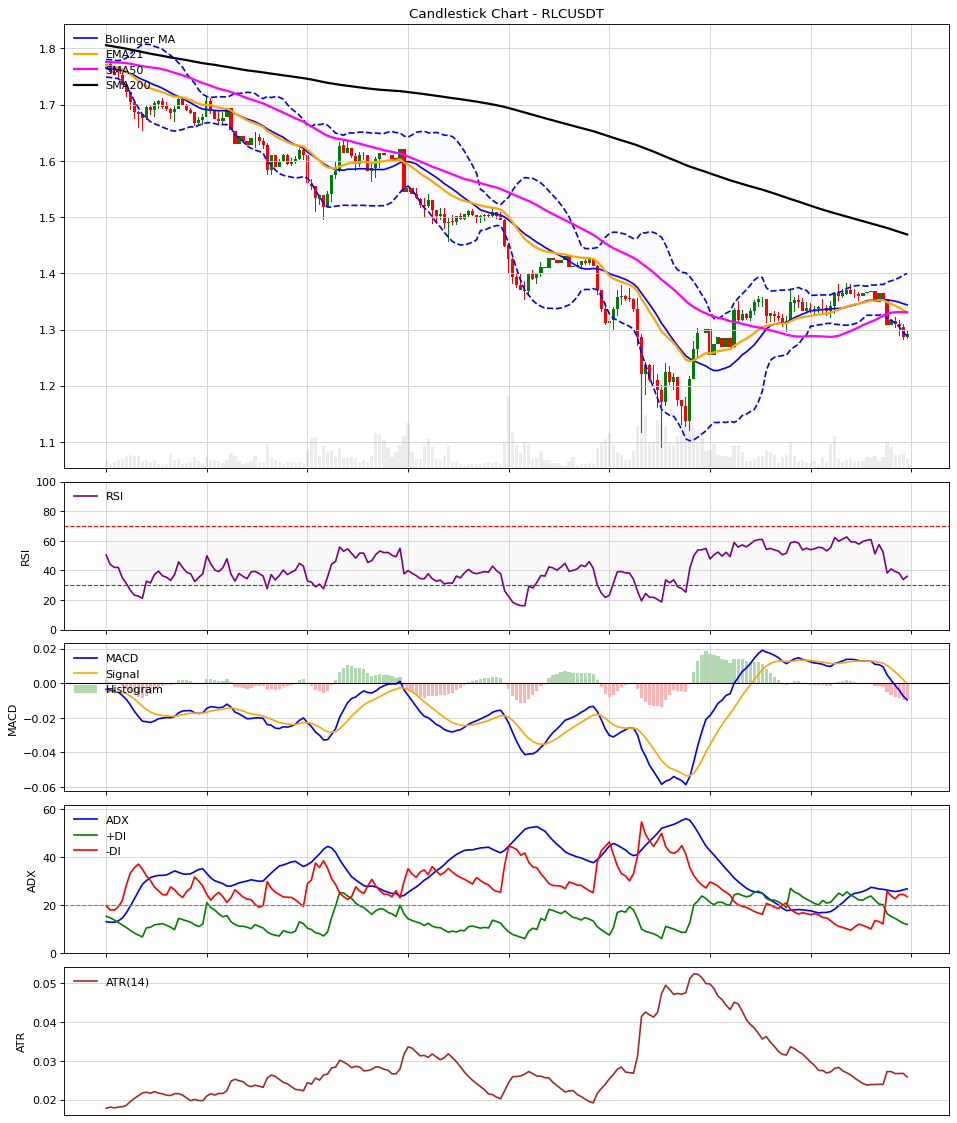 Candlestick Chart - RLCUSDT
Bollinger MA
EMA21
SMA50
SMA200
1.8
1.7
1.6
1.5
1.4
1.3
1.2
1.1
RSI
100
80
60
40
20
0
RSI
MACD
Signal
Histogram
0.02
0.00
−0.02
−0.04
−0.06
MACD
ADX
+DI
-DI
60
40
20
0
ADX
ATR(14)
0.05
0.04
0.03
0.02
ATR